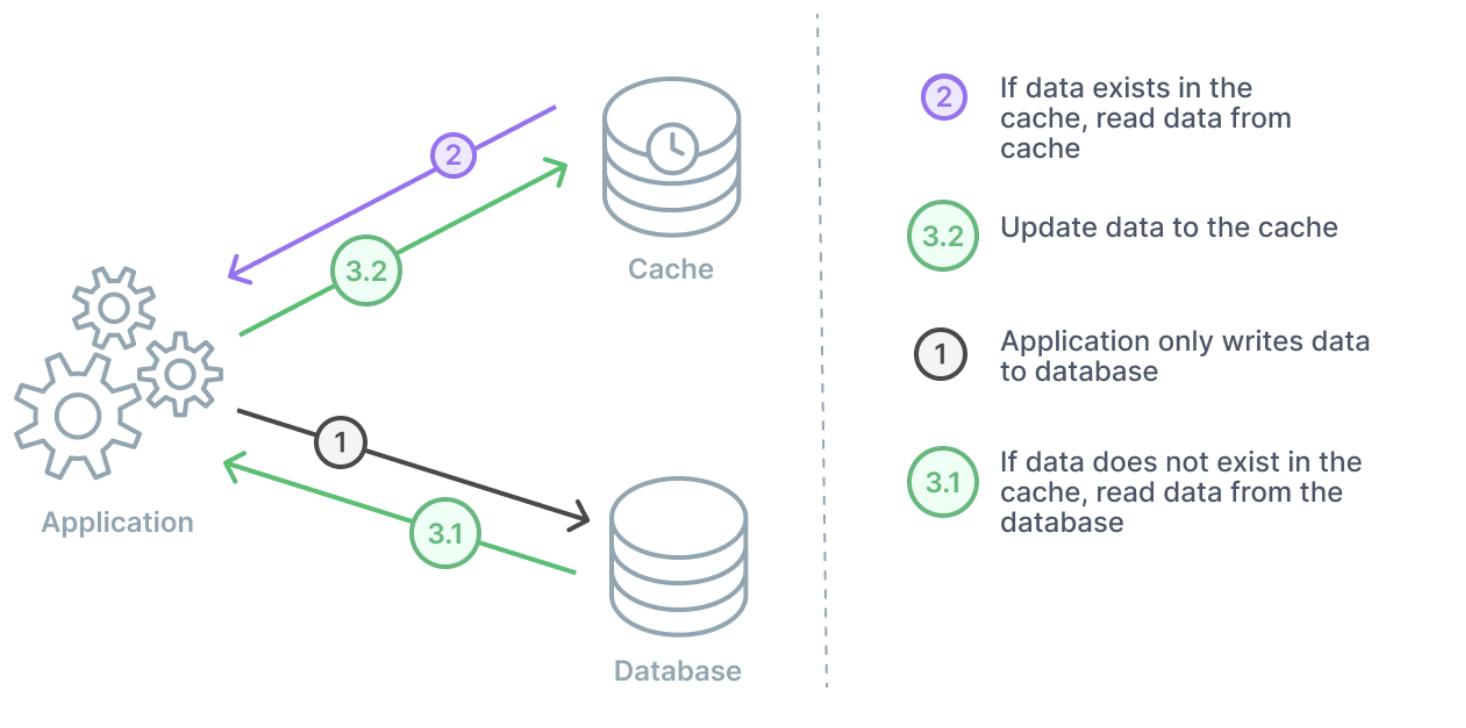 2
3.2
Cache
Application
1
3.1
Database
2
If data exists in the
cache, read data from
cache
3.2
Update data to the cache
1
Application only writes data
to database
3.1
If data does not exist in the
cache, read data from the
database